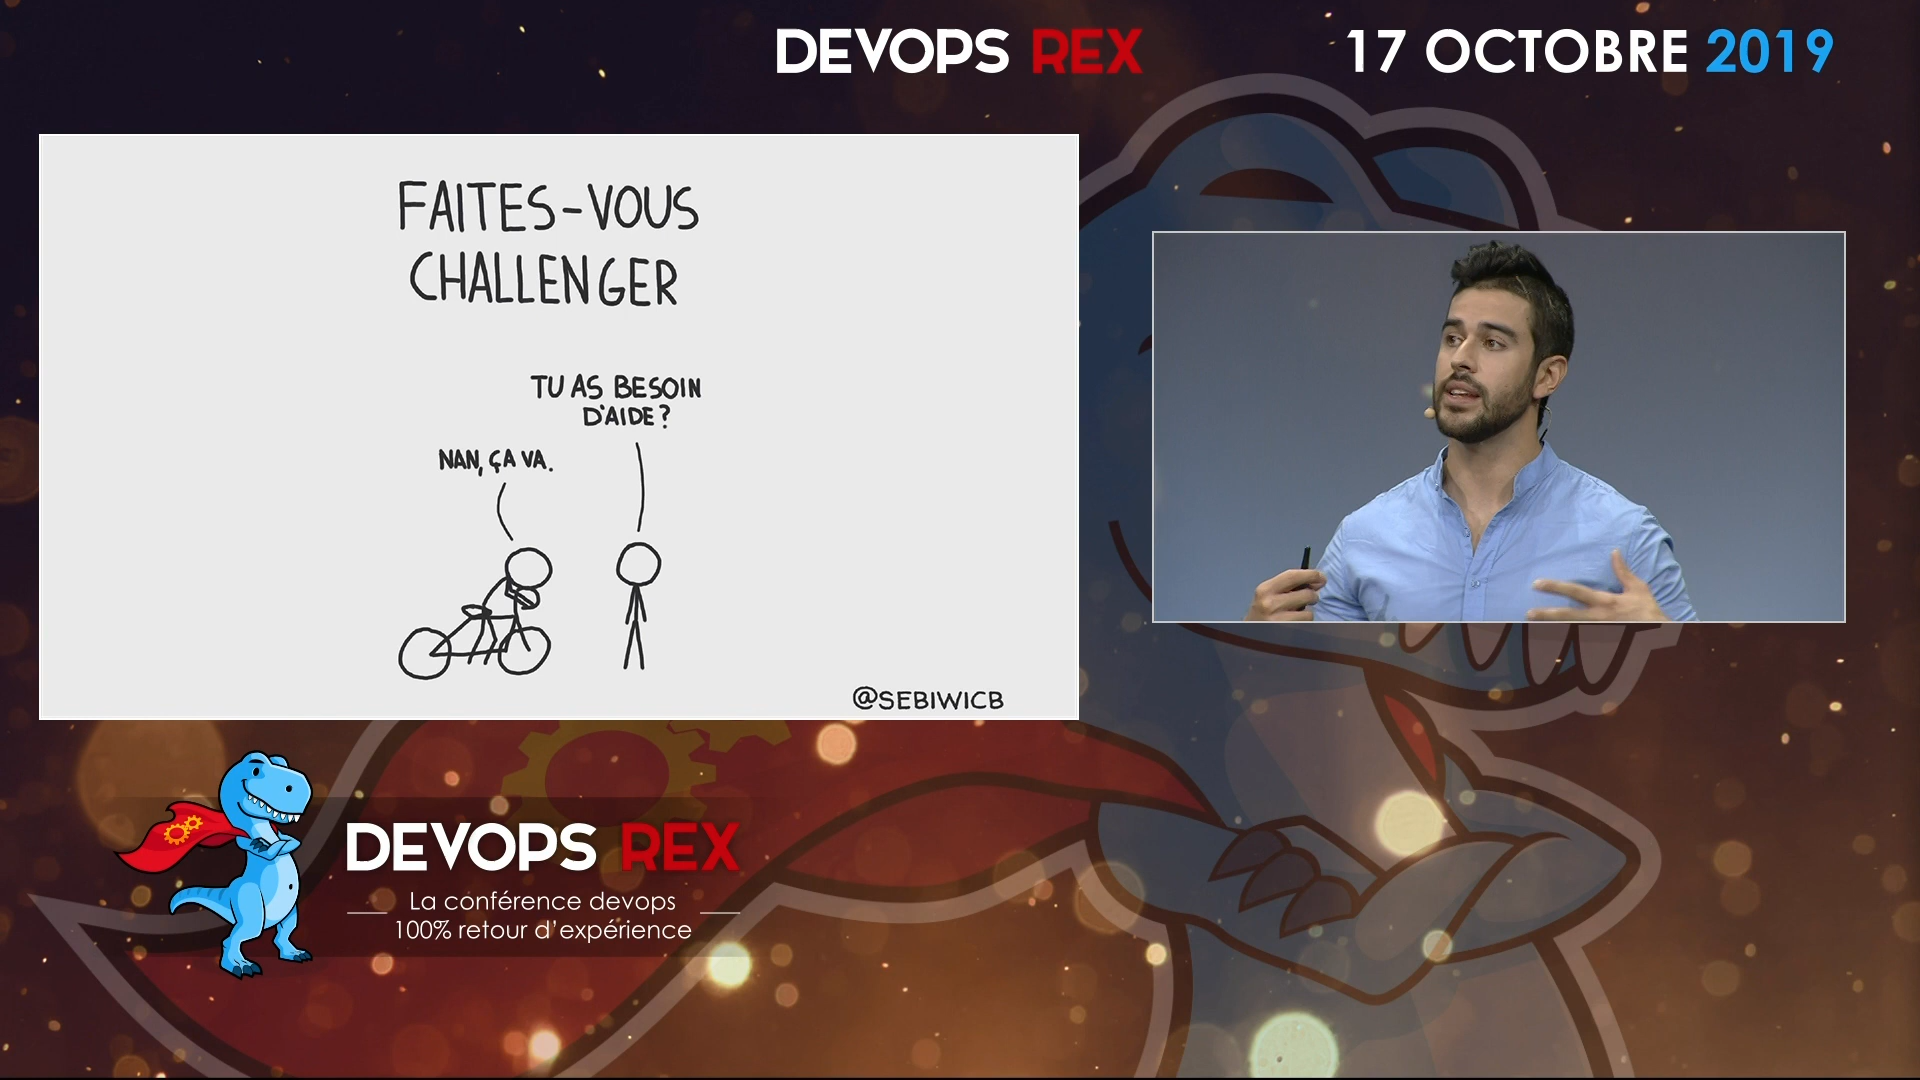 DEVOPS REX
17 OCTOBRE 2019
FAITES-VOUS
CHALLENGER
TU AS BESOIN
D'AIDE?
NAN, ÇA VA.
@SEBIWICB
DEVOPS REX
La conférence devops
100% retour d'expérience